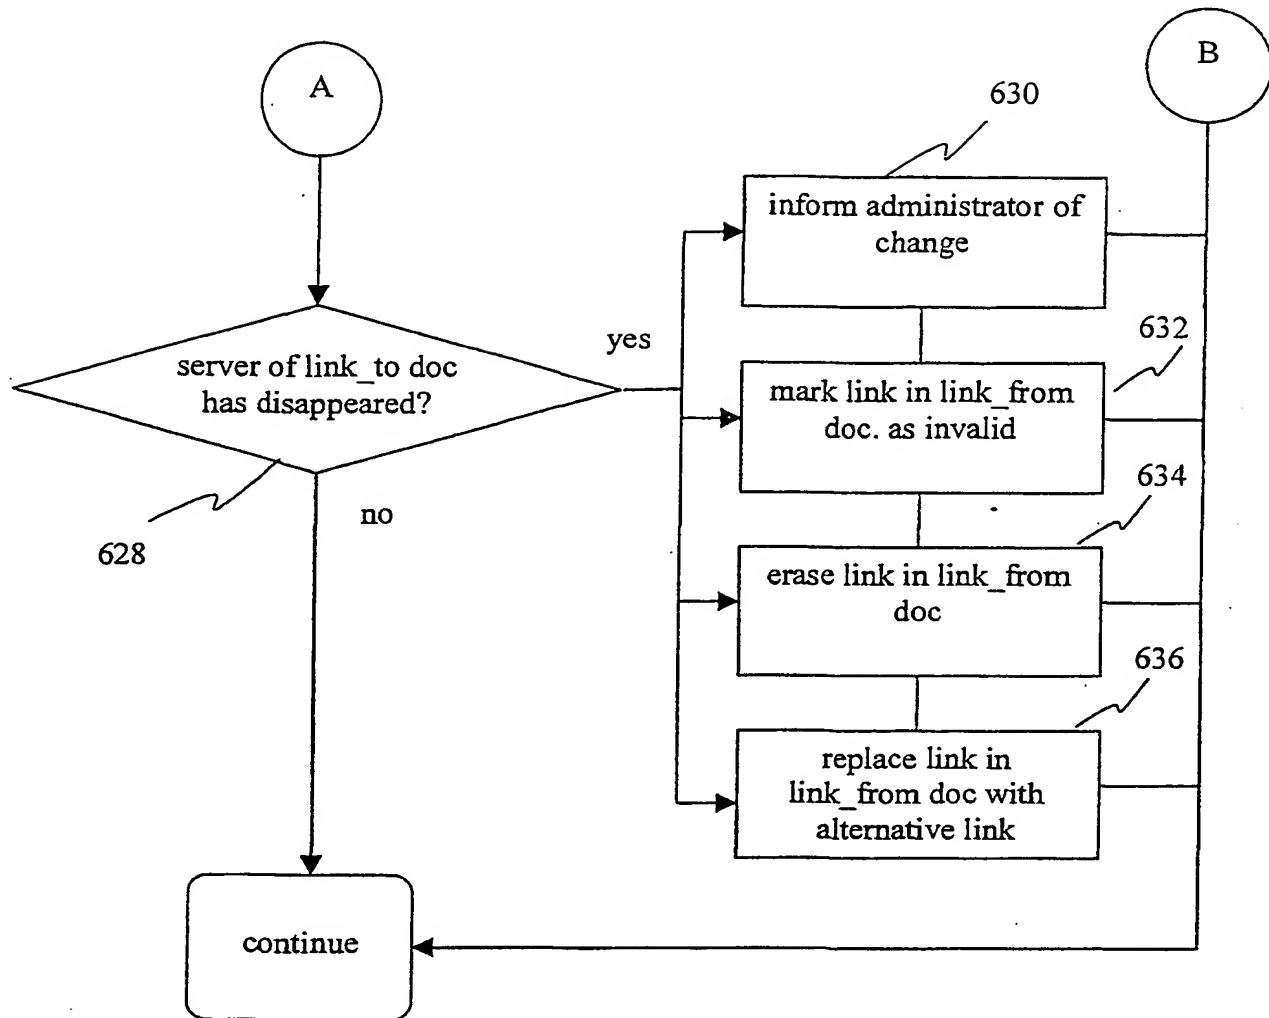 A
B
630
inform administrator of
change
632
server of link_to doc
has disappeared?
yes
mark link in link_from
doc. as invalid
634
no
628
erase link in link_from
doc
636
replace link in
link_from doc with
alternative link
continue